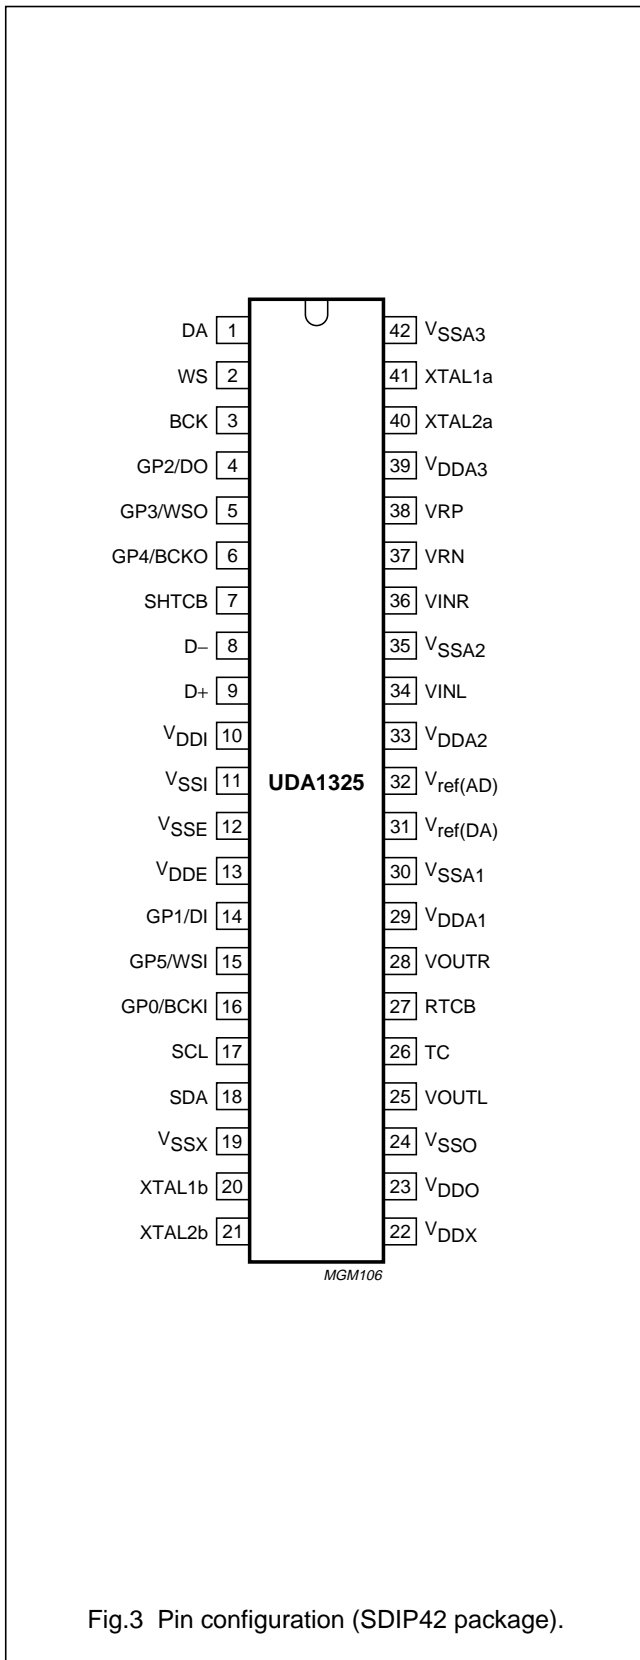 DA 1 42 VSSA3
WS 2 41 XTAL1a
BCK 3 40 XTAL2a
GP2/DO 4 39 VDDA3
GP3/WSO 5 38 VRP
GP4/BCKO 6 37 VRN
SHTCB 7 36 VINR
D− 8 35 VSSA2
D+ 9 34 VINL
VDDI 10 33 VDDA2
VSSI 11 UDA1325 32 Vref(AD)
VSSE 12 31 Vref(DA)
VDDE 13 30 VSSA1
GP1/DI 14 29 VDDA1
GP5/WSI 15 28 VOUTR
GP0/BCKI 16 27 RTCB
SCL 17 26 TC
SDA 18 25 VOUTL
VSSX 19 24 VSSO
XTAL1b 20 23 VDDO
XTAL2b 21 22 VDDX
MGM106
Fig.3 Pin configuration (SDIP42 package).